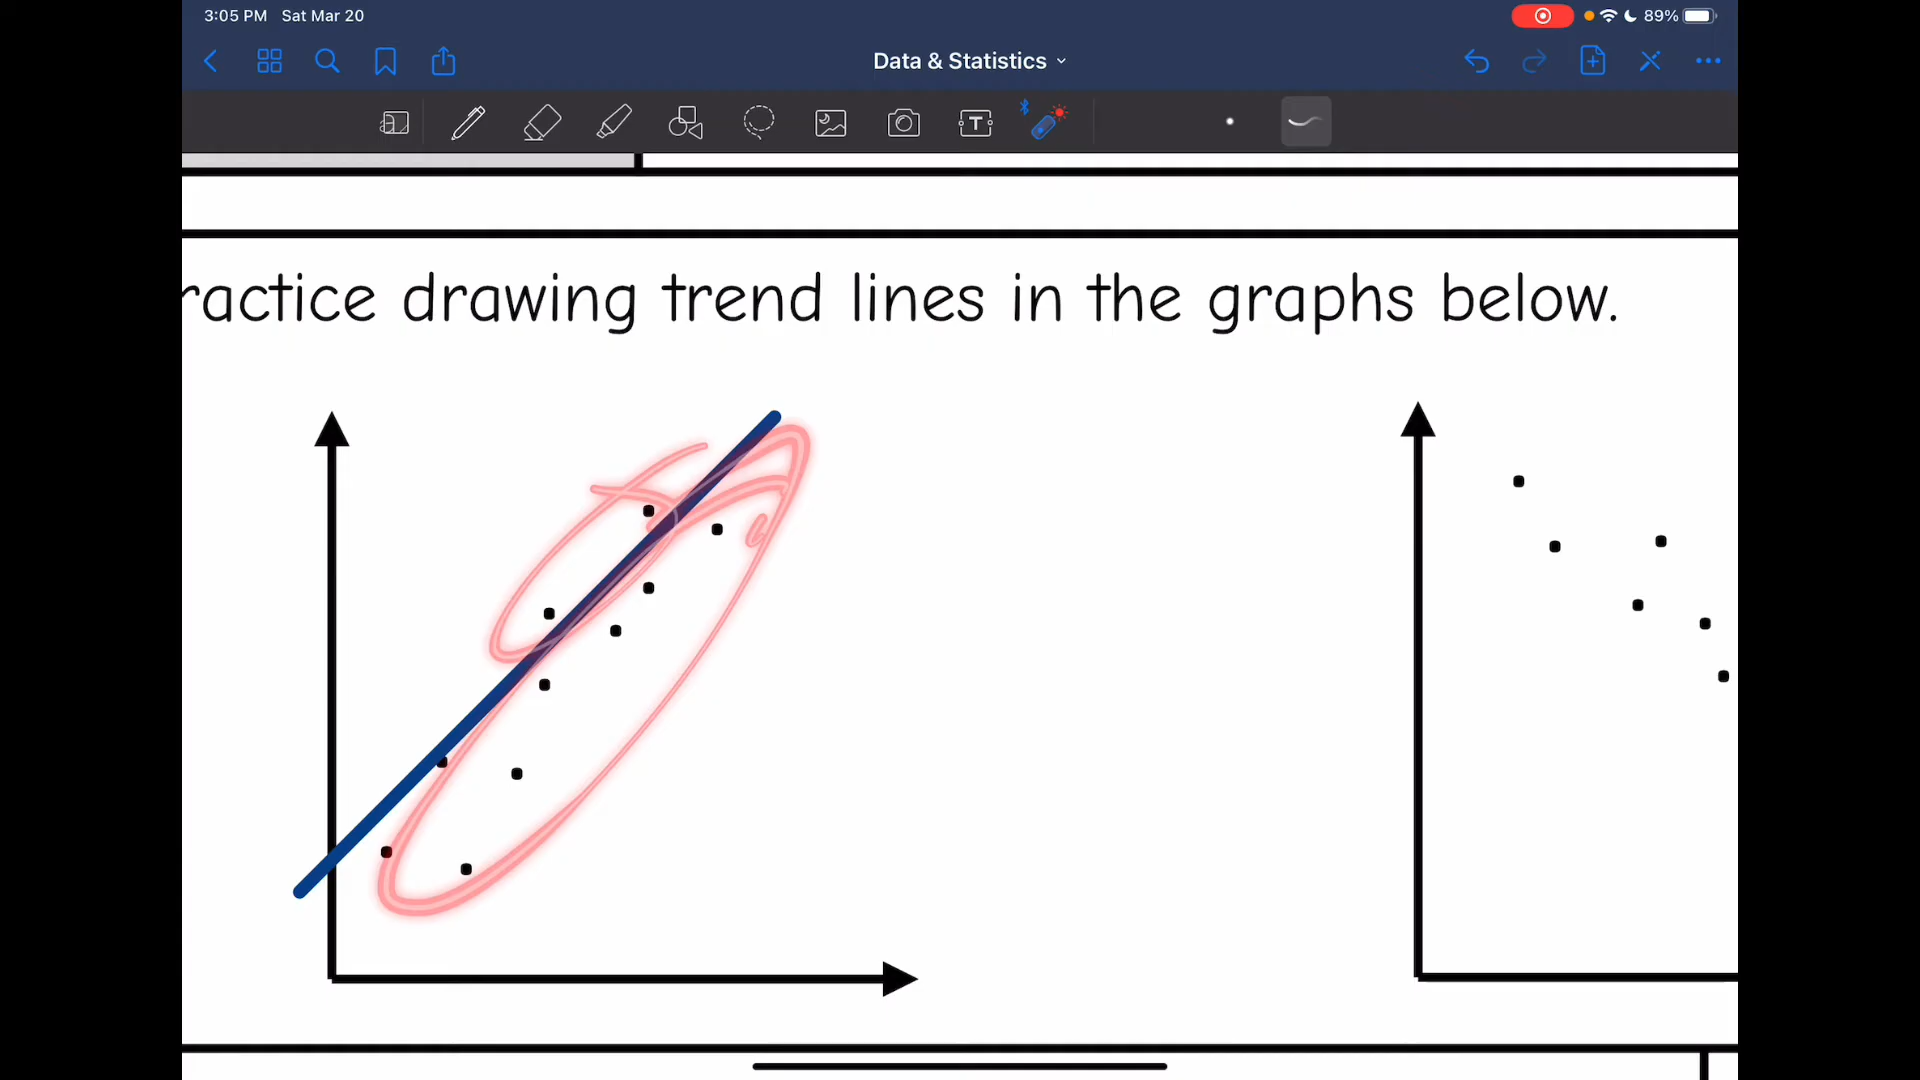 3:05 PM Sat Mar 20 89%
Data & Statistics
T
ractice drawing trend lines in the graphs below.